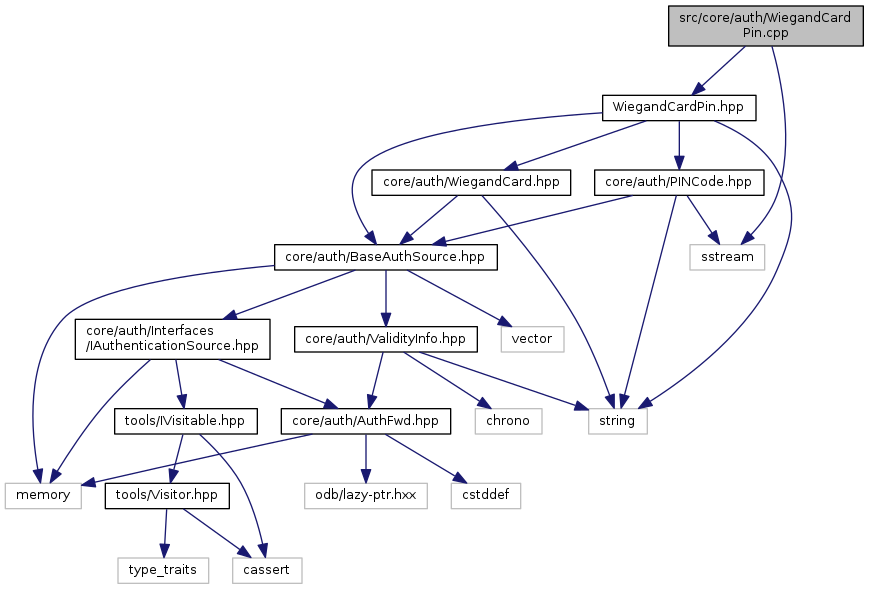 src/core/auth/WiegandCard
Pin.cpp
WiegandCardPin.hpp
core/auth/WiegandCard.hpp
core/auth/PINCode.hpp
core/auth/BaseAuthSource.hpp
sstream
core/auth/Interfaces
/IAuthenticationSource.hpp
core/auth/ValidityInfo.hpp
vector
tools/IVisitable.hpp
core/auth/AuthFwd.hpp
chrono
string
memory
tools/Visitor.hpp
odb/lazy-ptr.hxx
cstddef
type_traits
cassert